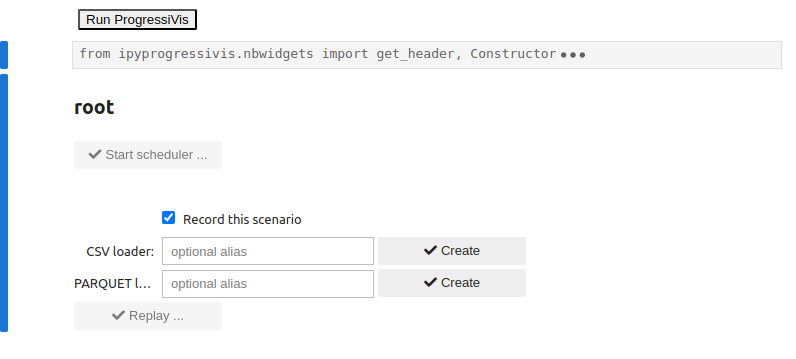 Run ProgressiVis
from ipyprogressivis.nbwidgets import get_header, Constructor •••
root
Start scheduler ...
Record this scenario
CSV loader: optional alias Create
PARQUET l... optional alias Create
Replay ...